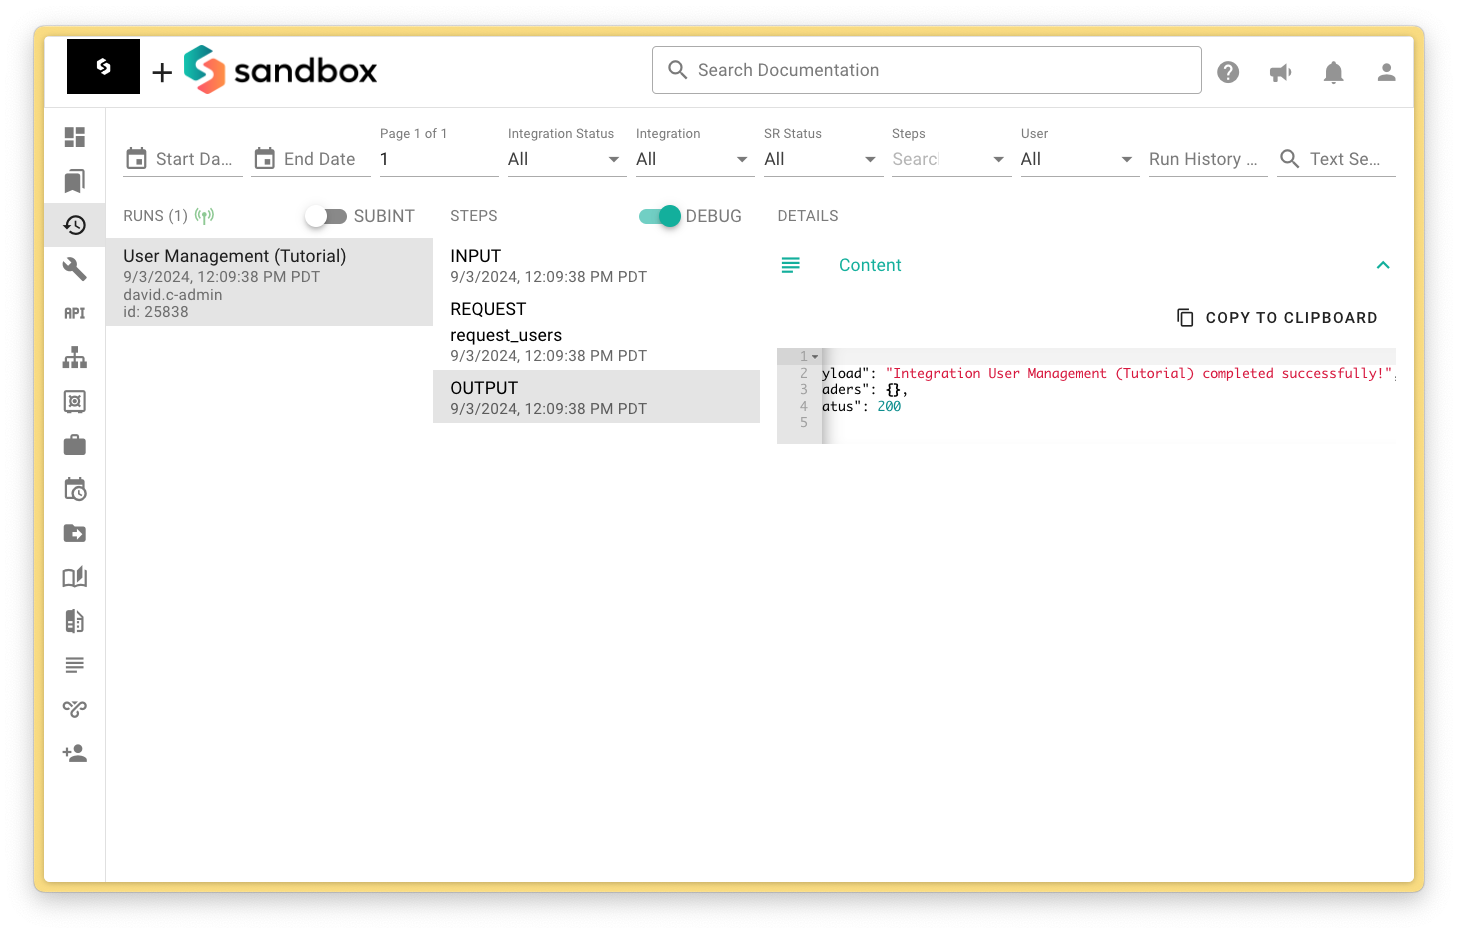 sandbox
Search Documentation
Start Da...
End Date
Page 1 of 1
1
Integration Status
All
Integration
All
SR Status
All
Steps
Search
User
All
Run History ...
Text Se...
RUNS (1)
SUBINT
STEPS
DEBUG
DETAILS
User Management (Tutorial)
9/3/2024, 12:09:38 PM PDT
david.c-admin
id: 25838
INPUT
9/3/2024, 12:09:38 PM PDT
REQUEST
request_users
9/3/2024, 12:09:38 PM PDT
OUTPUT
9/3/2024, 12:09:38 PM PDT
Content
COPY TO CLIPBOARD
1
2 yload": "Integration User Management (Tutorial) completed successfully!",
3 aders": {},
4 atus": 200
5
API